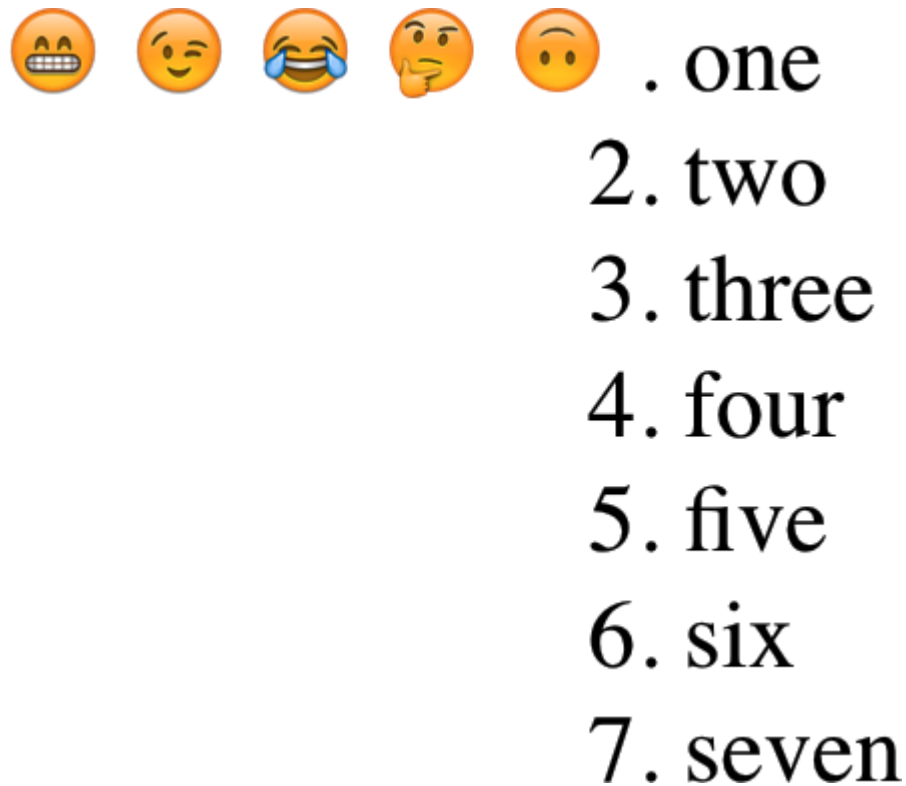 😁 😉 😂 🤔 🙃 . one
2. two
3. three
4. four
5. five
6. six
7. seven